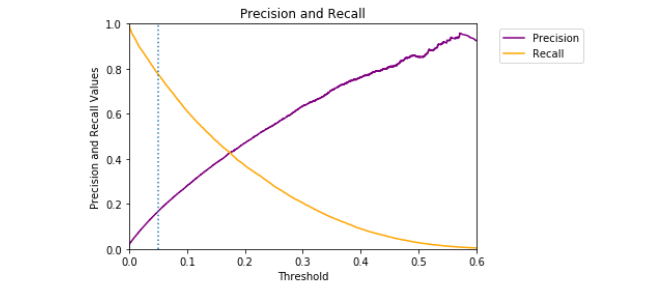 Precision and Recall
Precision and Recall Values
1.0
0.8
0.6
0.4
0.2
0.0
0.0 0.1 0.2 0.3 0.4 0.5 0.6
Threshold
Precision
Recall